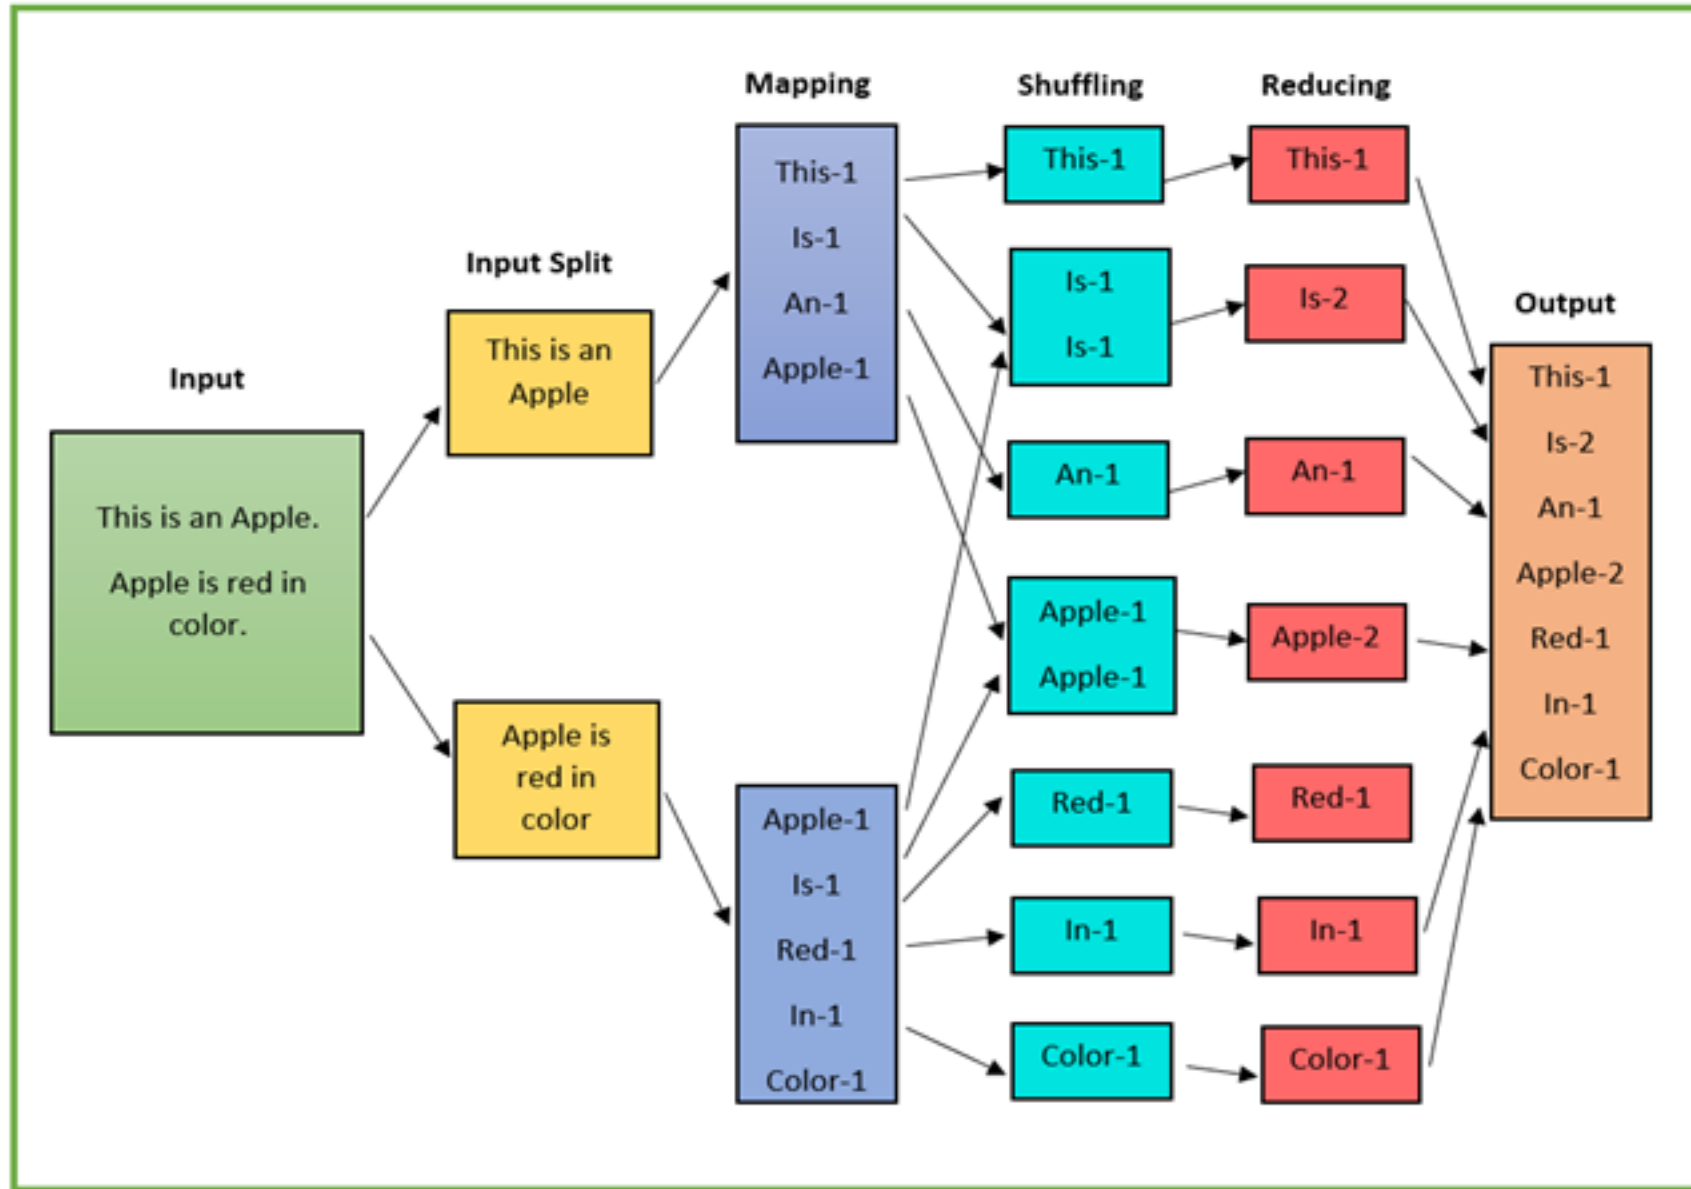 Input
This is an Apple.
Apple is red in
color.
Input Split
This is an
Apple
Apple is
red in
color
Mapping
This-1
Is-1
An-1
Apple-1
Apple-1
Is-1
Red-1
In-1
Color-1
Shuffling
This-1
Is-1
Is-1
An-1
Apple-1
Apple-1
Red-1
In-1
Color-1
Reducing
This-1
Is-2
An-1
Apple-2
Red-1
In-1
Color-1
Output
This-1
Is-2
An-1
Apple-2
Red-1
In-1
Color-1